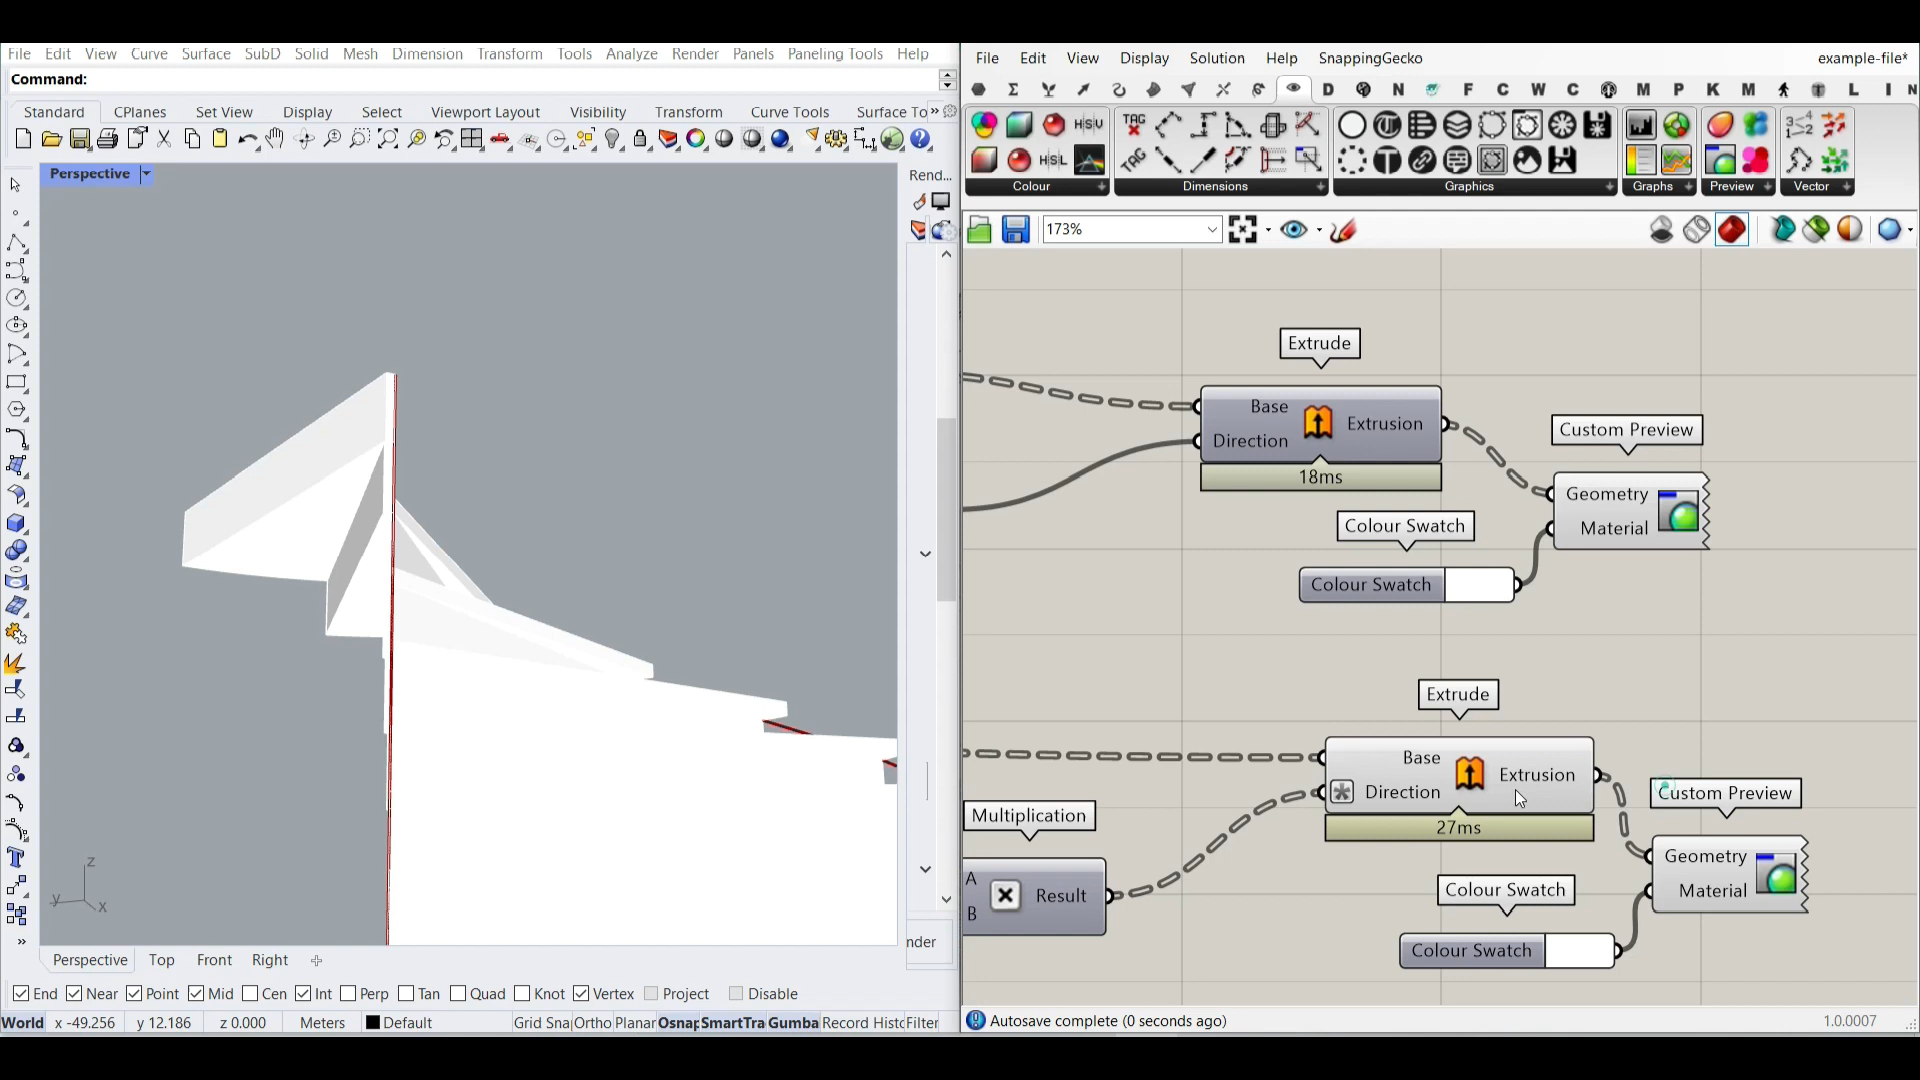 File Edit View Curve Surface SubD Solid Mesh Dimension Transform Tools Analyze Render Panels Paneling Tools Help
Command:
Standard CPlanes Set View Display Select Viewport Layout Visibility Transform Curve Tools Surface To »
Perspective
Rend...
z
y
x
nder
Perspective Top Front Right
End Near Point Mid Cen Int Perp Tan Quad Knot Vertex Project Disable
World x -49.256 y 12.186 z 0.000 Meters Default Grid Sna Ortho Planar Osnap SmartTra Gumba Record Histo Filter
File Edit View Display Solution Help SnappingGecko example-file*
D N F C W C M P K M L I N
TAG HSV
TAG HSL
Colour Dimensions Graphics Graphs Preview Vector
173%
Extrude
Base
Direction
Extrusion
18ms
Custom Preview
Geometry
Material
Colour Swatch
Colour Swatch
Extrude
Base
Direction
Extrusion
27ms
Custom Preview
Geometry
Material
Multiplication
A
B
Result
Colour Swatch
Colour Swatch
Autosave complete (0 seconds ago) 1.0.0007